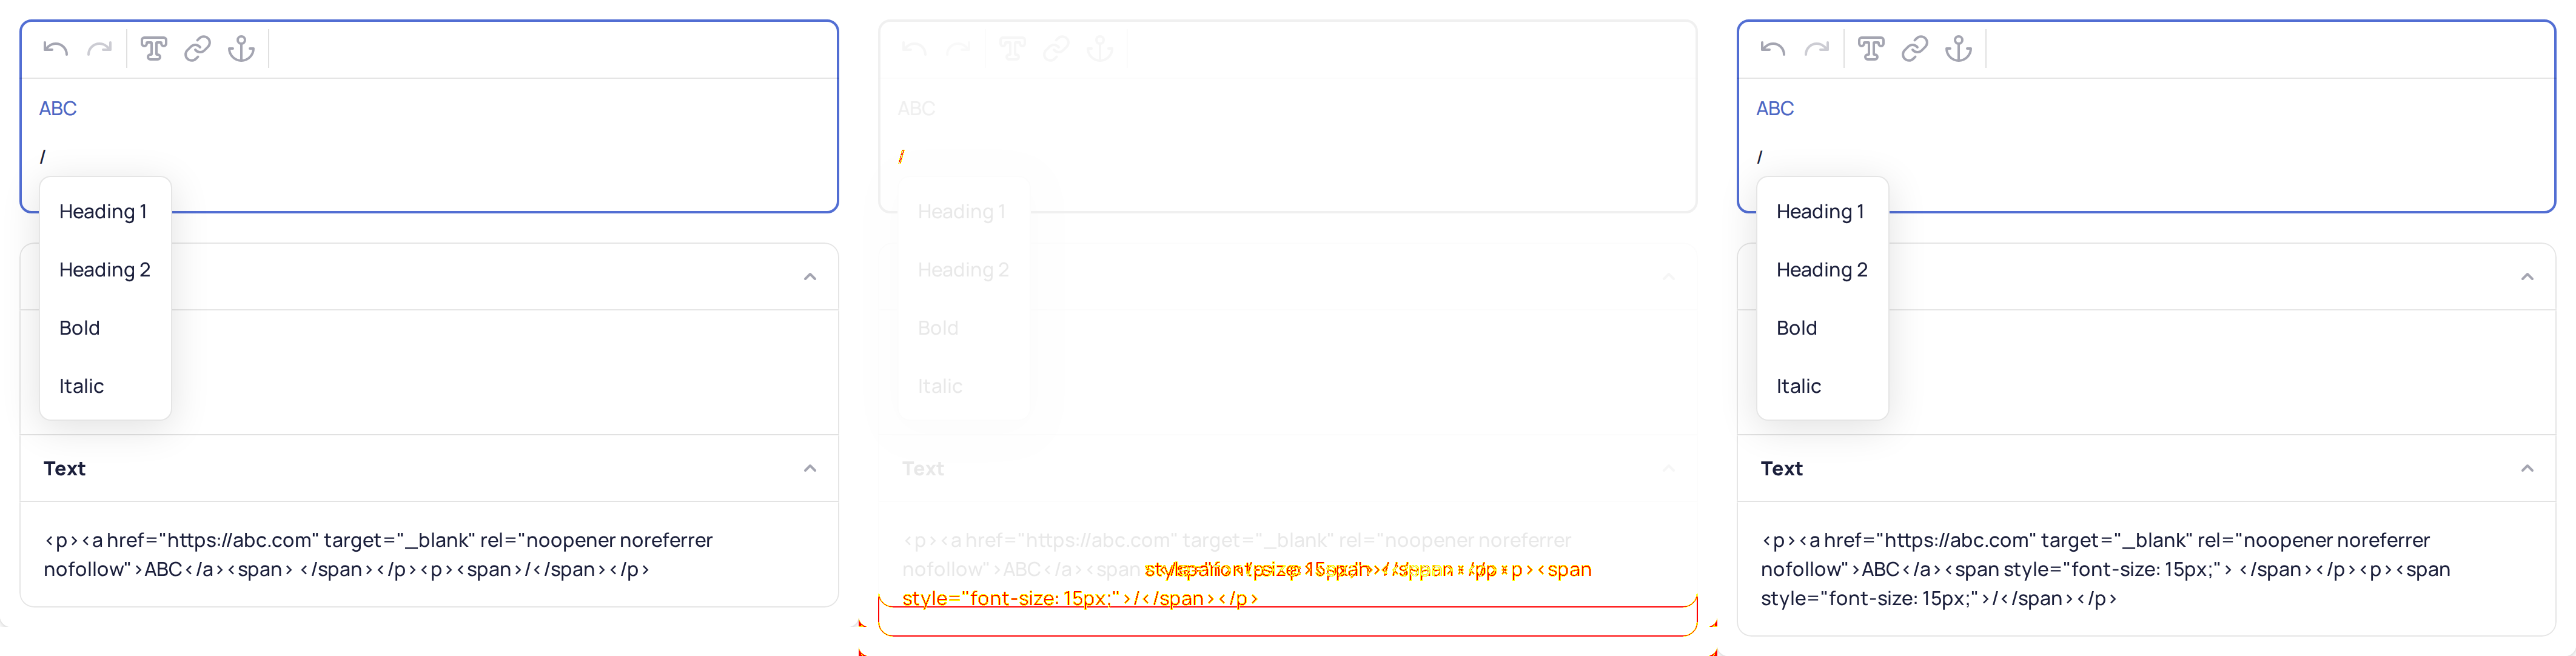 ABC
/
Heading 1
Heading 2
Bold
Italic
Text
<p><a href="https://abc.com" target="_blank" rel="noopener noreferrer
nofollow">ABC</a><span> </span></p><p><span>/</span></p>
ABC
/
Heading 1
Heading 2
Bold
Italic
Text
<p><a href="https://abc.com" target="_blank" rel="noopener noreferrer
nofollow">ABC</a><span
style="font-size: 15px;">/</span></p>
ABC
/
Heading 1
Heading 2
Bold
Italic
Text
<p><a href="https://abc.com" target="_blank" rel="noopener noreferrer
nofollow">ABC</a><span style="font-size: 15px;"> </span></p><p><span
style="font-size: 15px;">/</span></p>